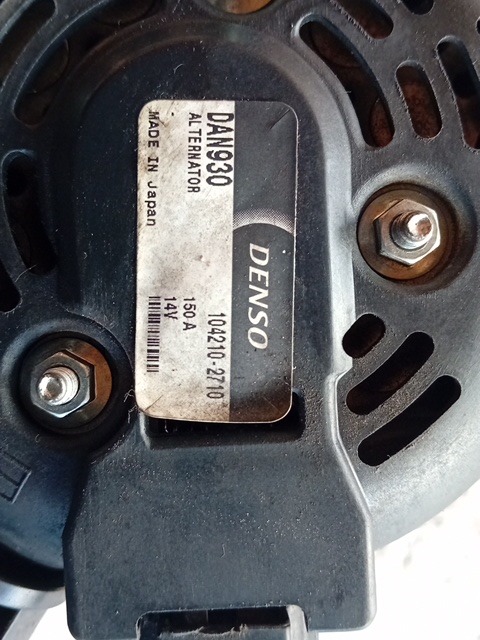 DAN930
ALTERNATOR
MADE IN Japan
DENSO
104210-2710
150 A
14V